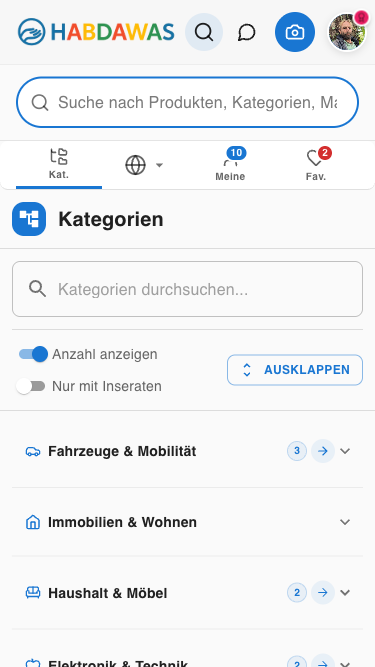 HABDAWAS
Suche nach Produkten, Kategorien, Ma
Kat.
10
Meine
2
Fav.
Kategorien
Kategorien durchsuchen...
Anzahl anzeigen
Nur mit Inseraten
AUSKLAPPEN
Fahrzeuge & Mobilität 3
Immobilien & Wohnen
Haushalt & Möbel 2
Elektronik & Technik 2